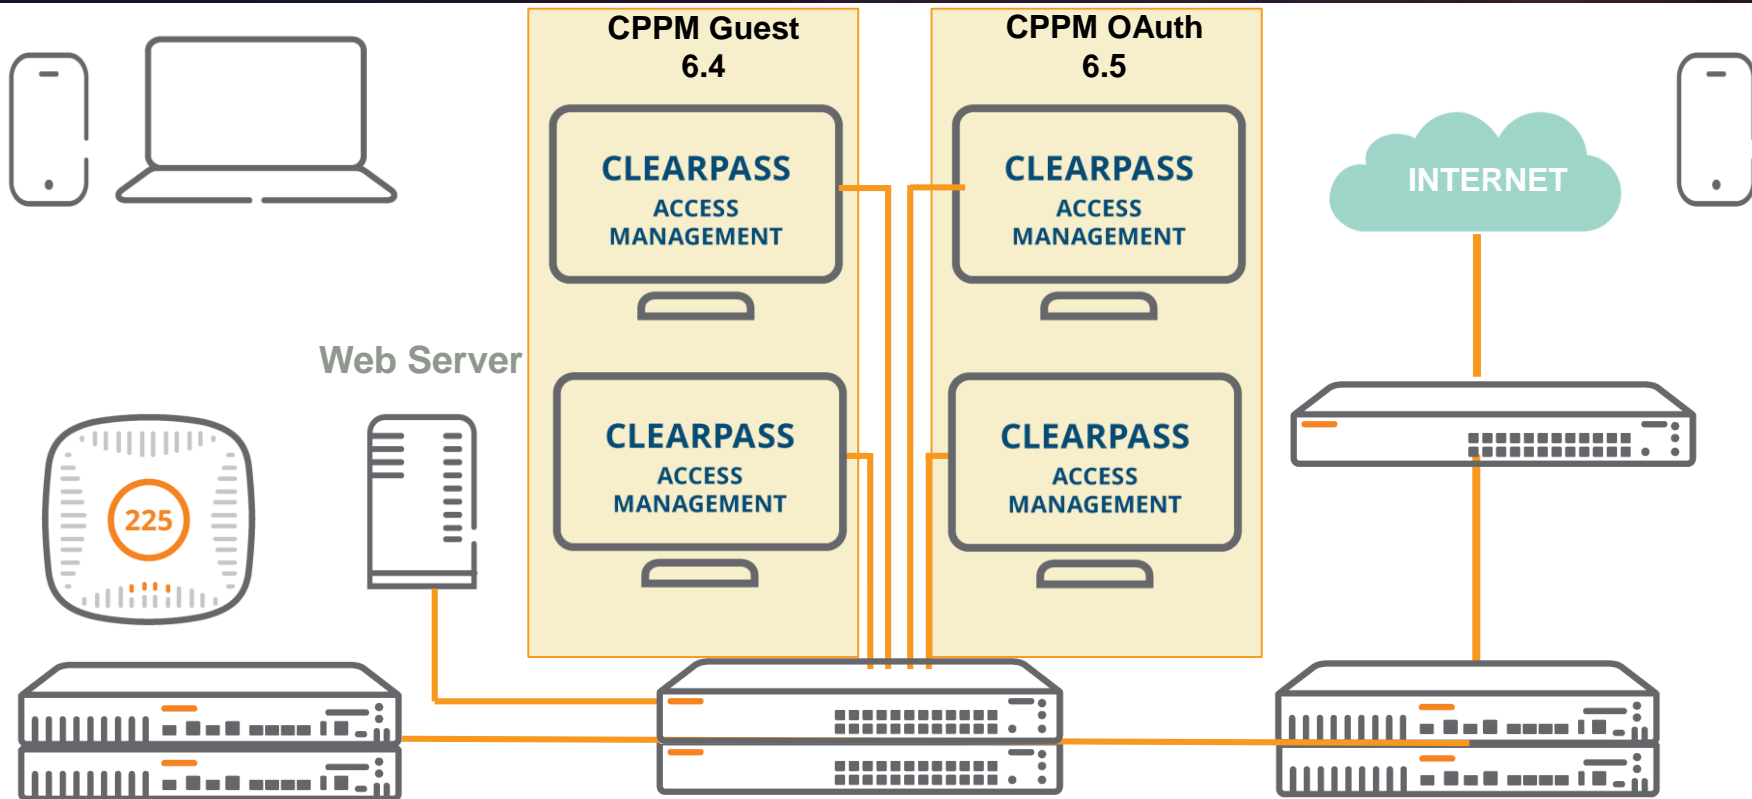 CPPM Guest
6.4
CPPM OAuth
6.5
CLEARPASS
ACCESS
MANAGEMENT
CLEARPASS
ACCESS
MANAGEMENT
INTERNET
Web Server
CLEARPASS
ACCESS
MANAGEMENT
CLEARPASS
ACCESS
MANAGEMENT
225